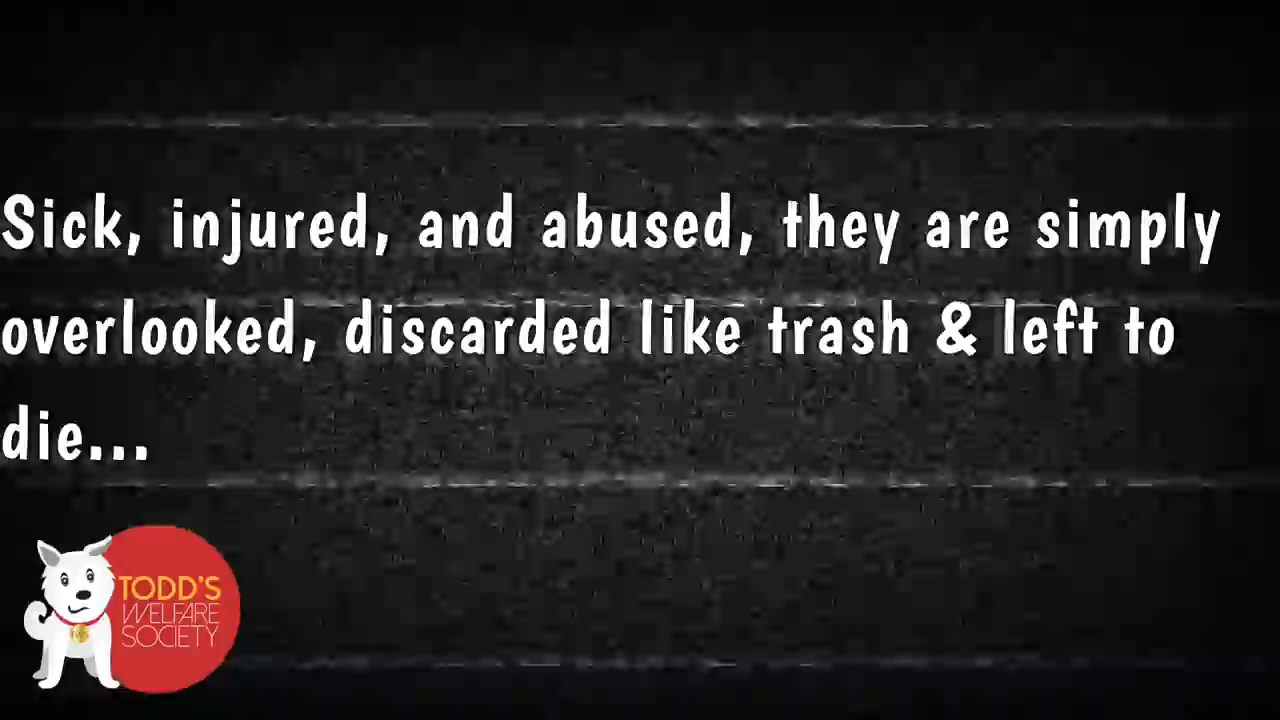 Sick, injured, and abused, they are simply
overlooked, discarded like trash & left to
die...
TODD'S
WELFARE
SOCIETY